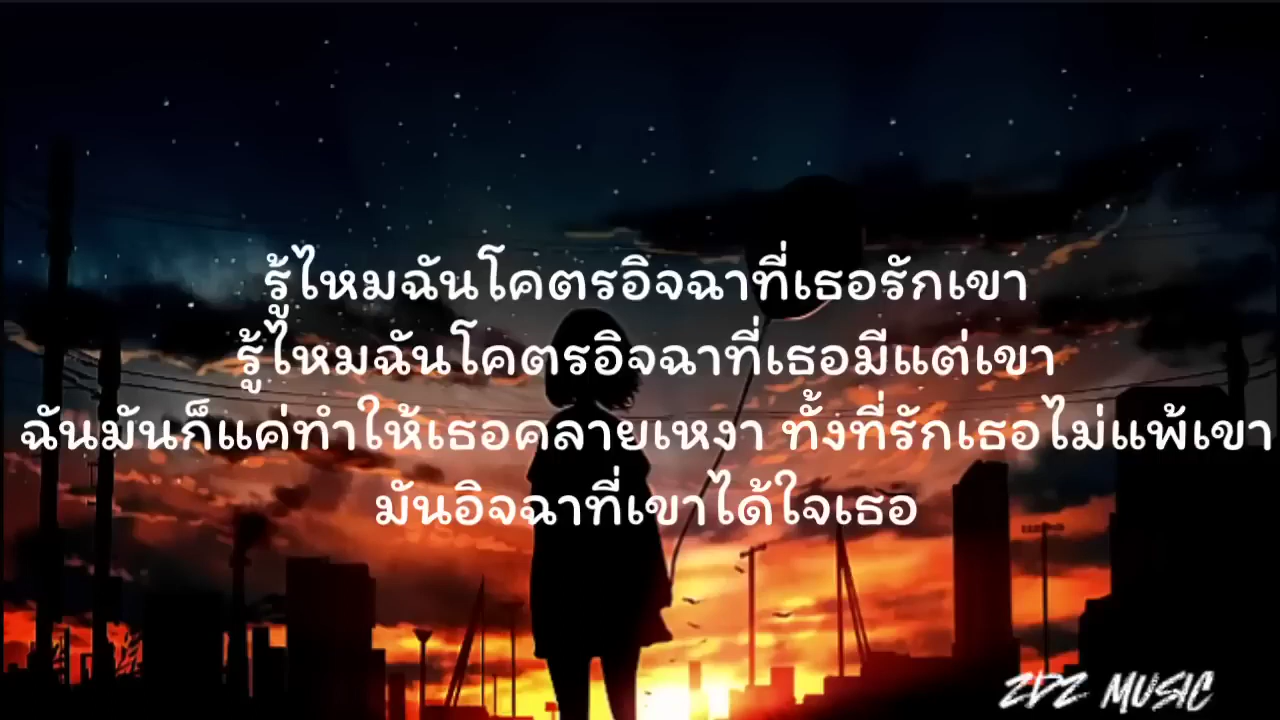 รู้ไหมฉันโคตรอิจฉาที่เธอรักเขา
รู้ไหมฉันโคตรอิจฉาที่เธอมีแต่เขา
ฉันมันก็แค่ทำให้เธอคลายเหงา ทั้งที่รักเธอไม่แพ้เขา
มันอิจฉาที่เขาได้ใจเธอ
ZDZ MUSIC